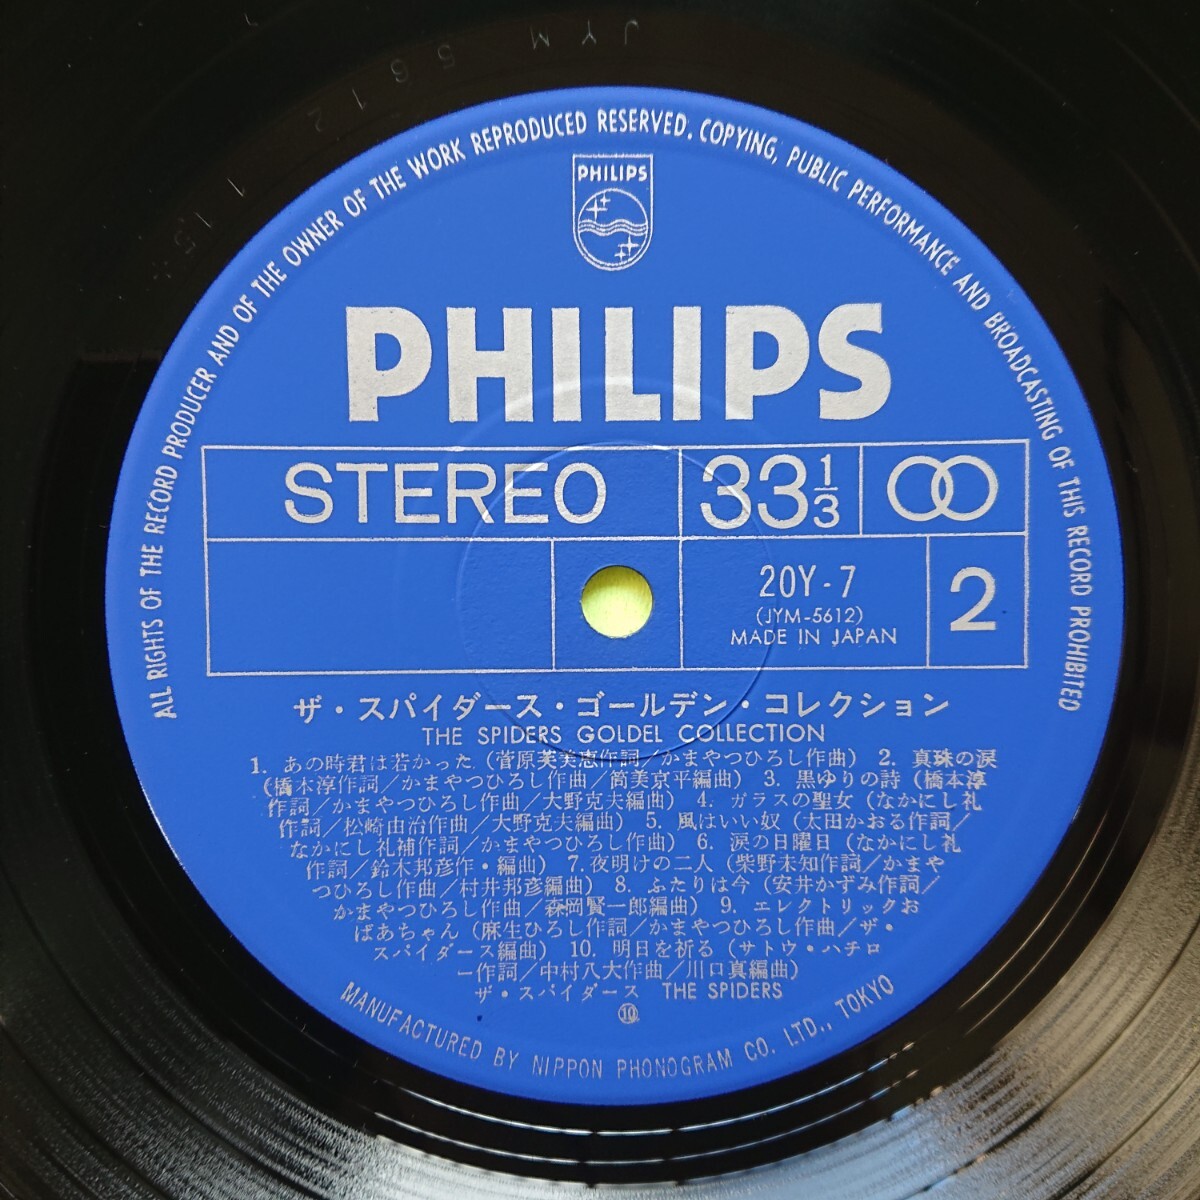 JYM 5612 1 15
ALL RIGHTS OF THE RECORD PRODUCER AND OF THE OWNER OF THE WORK REPRODUCED RESERVED. COPYING, PUBLIC PERFORMANCE AND BROADCASTING OF THIS RECORD PROHIBITED
PHILIPS
PHILIPS
STEREO 33 1/3
20Y-7
(JYM-5612)
MADE IN JAPAN
2
ザ・スパイダース・ゴールデン・コレクション
THE SPIDERS GOLDEL COLLECTION
1. あの時君は若かった (菅原芙美恵作詞/かまやつひろし作曲) 2. 真珠の涙
(橋本淳作詞/かまやつひろし作曲/筒美京平編曲) 3. 黒ゆりの詩 (橋本淳
作詞/かまやつひろし作曲/大野克夫編曲) 4. ガラスの聖女 (なかにし礼
作詞/松崎由治作曲/大野克夫編曲) 5. 風はいい奴 (太田かおる作詞/
なかにし礼補作詞/かまやつひろし作曲) 6. 涙の日曜日 (なかにし礼
作詞/鈴木邦彦作・編曲) 7. 夜明けの二人 (柴野未知作詞/かまや
つひろし作曲/村井邦彦編曲) 8. ふたりは今 (安井かずみ作詞/
かまやつひろし作曲/森岡賢一郎編曲) 9. エレクトリックお
ばあちゃん (麻生ひろし作詞/かまやつひろし作曲/ザ・
スパイダース編曲) 10. 明日を祈る (サトウ・ハチロ
ー作詞/中村八大作曲/川口真編曲)
ザ・スパイダース THE SPIDERS
⑩
MANUFACTURED BY NIPPON PHONOGRAM CO. LTD., TOKYO